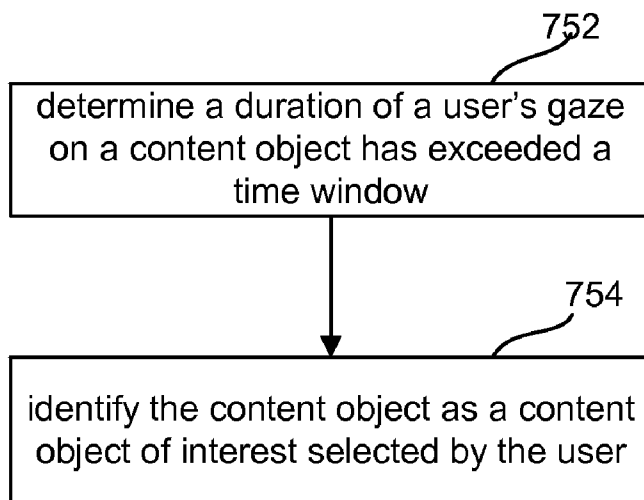 752
determine a duration of a user's gaze
on a content object has exceeded a
time window
754
identify the content object as a content
object of interest selected by the user